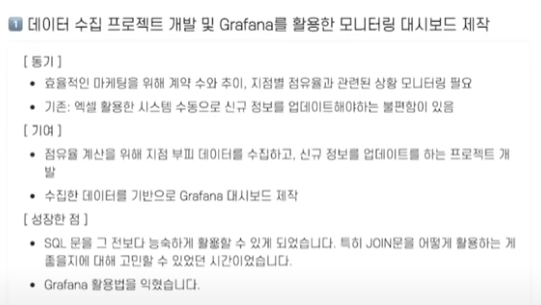 1 데이터 수집 프로젝트 개발 및 Grafana를 활용한 모니터링 대시보드 제작
[ 동기 ]
• 효율적인 마케팅을 위해 계약 수와 추이, 지점별 점유율과 관련된 상황 모니터링 필요
• 기존: 엑셀 활용한 시스템 수동으로 신규 정보를 업데이트해야하는 불편함이 있음
[ 기여 ]
• 점유율 계산을 위해 지점 부피 데이터를 수집하고, 신규 정보를 업데이트를 하는 프로젝트 개
발
• 수집한 데이터를 기반으로 Grafana 대시보드 제작
[ 성장한 점 ]
• SQL 문을 그 전보다 능숙하게 활용할 수 있게 되었습니다. 특히 JOIN문을 어떻게 활용하는 게
좋을지에 대해 고민할 수 있었던 시간이었습니다.
• Grafana 활용법을 익혔습니다.